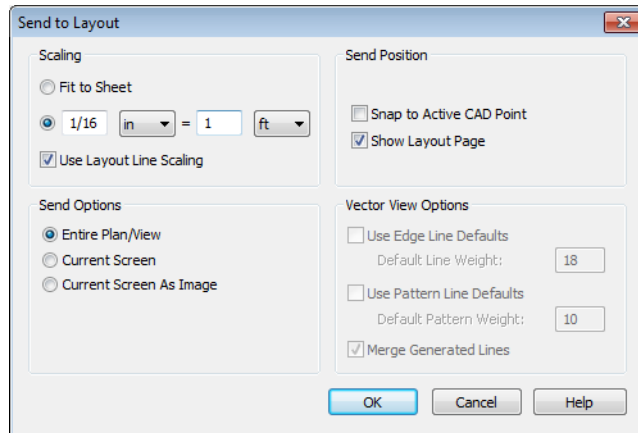 Send to Layout
Scaling
Fit to Sheet
1/16 in = 1 ft
Use Layout Line Scaling
Send Position
Snap to Active CAD Point
Show Layout Page
Send Options
Entire Plan/View
Current Screen
Current Screen As Image
Vector View Options
Use Edge Line Defaults
Default Line Weight: 18
Use Pattern Line Defaults
Default Pattern Weight: 10
Merge Generated Lines
OK Cancel Help